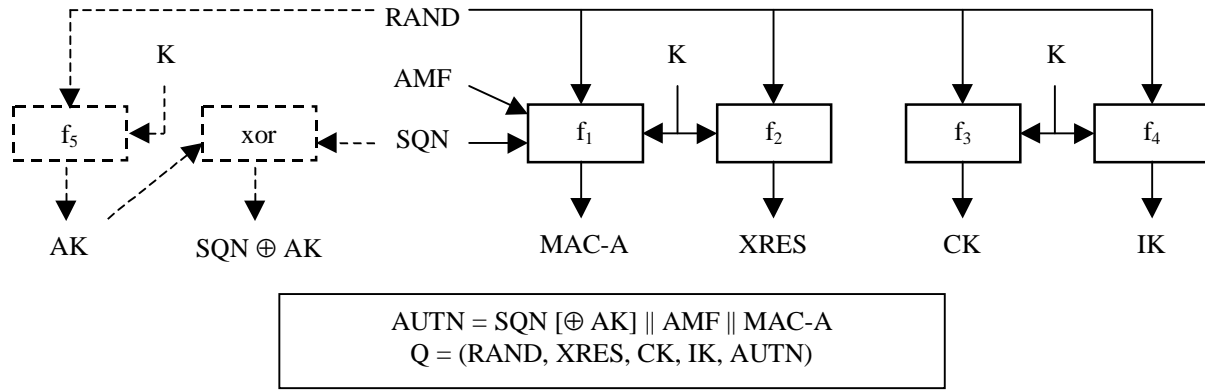 RAND
K
K
K
AMF
f5
xor
SQN
f1
f2
f3
f4
AK
SQN ⊕ AK
MAC-A
XRES
CK
IK
AUTN = SQN [⊕ AK] || AMF || MAC-A
Q = (RAND, XRES, CK, IK, AUTN)